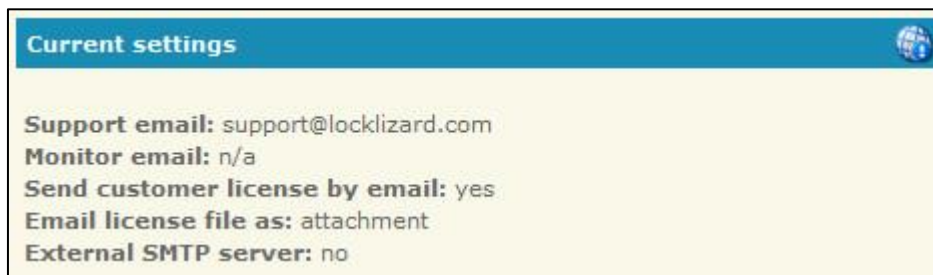 Current settings
Support email: support@locklizard.com
Monitor email: n/a
Send customer license by email: yes
Email license file as: attachment
External SMTP server: no